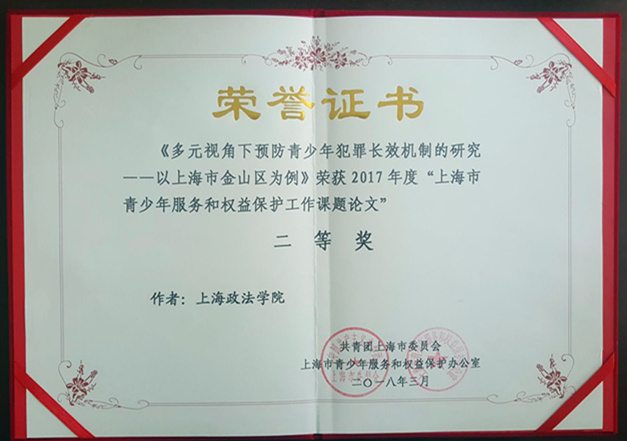 荣誉证书
《多元视角下预防青少年犯罪长效机制的研究
——以上海市金山区为例》荣获2017年度“上海市
青少年服务和权益保护工作课题论文”
二等奖
作者：上海政法学院
共青团上海市委员会
上海市青少年服务和权益保护办公室
二〇一八年三月